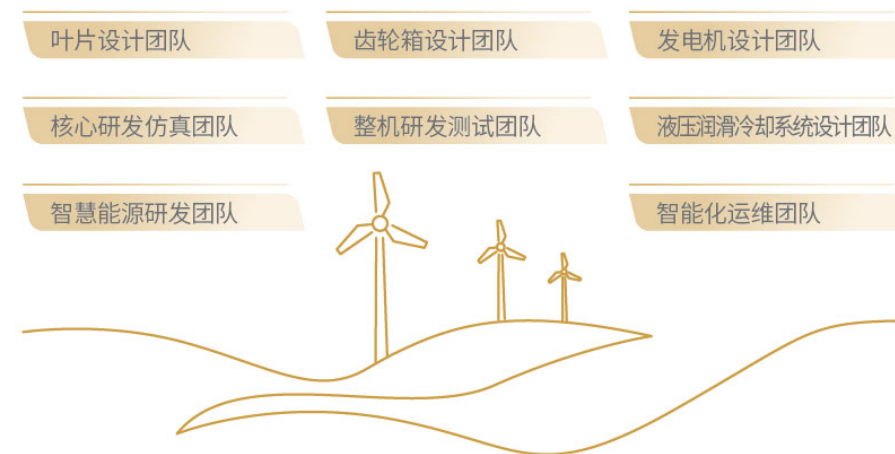 叶片设计团队
齿轮箱设计团队
发电机设计团队
核心研发仿真团队
整机研发测试团队
液压润滑冷却系统设计团队
智慧能源研发团队
智能化运维团队